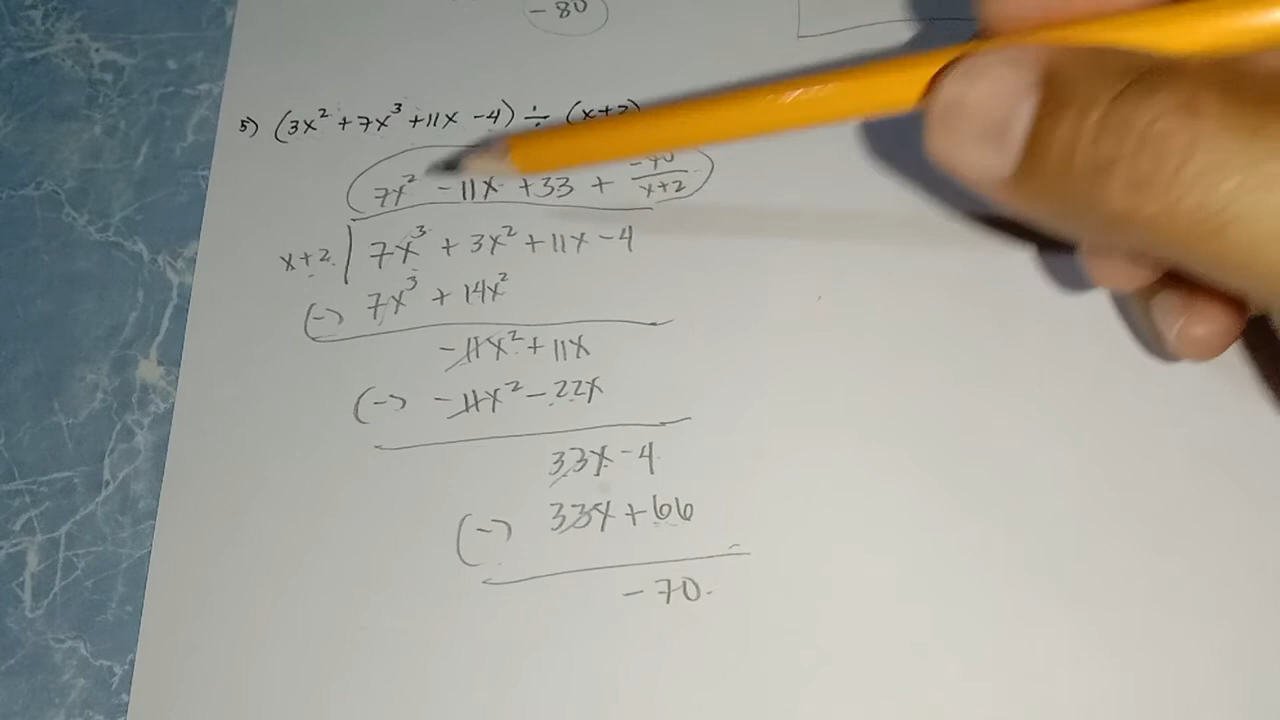 -80
5) (3x² + 7x³ + 11x - 4) ÷ (x+2)
7x² - 11x + 33 + -70/x+2
x+2 | 7x³ + 3x² + 11x - 4
(-) 7x³ + 14x²
-11x² + 11x
(-) -11x² - 22x
33x - 4
(-) 33x + 66
-70